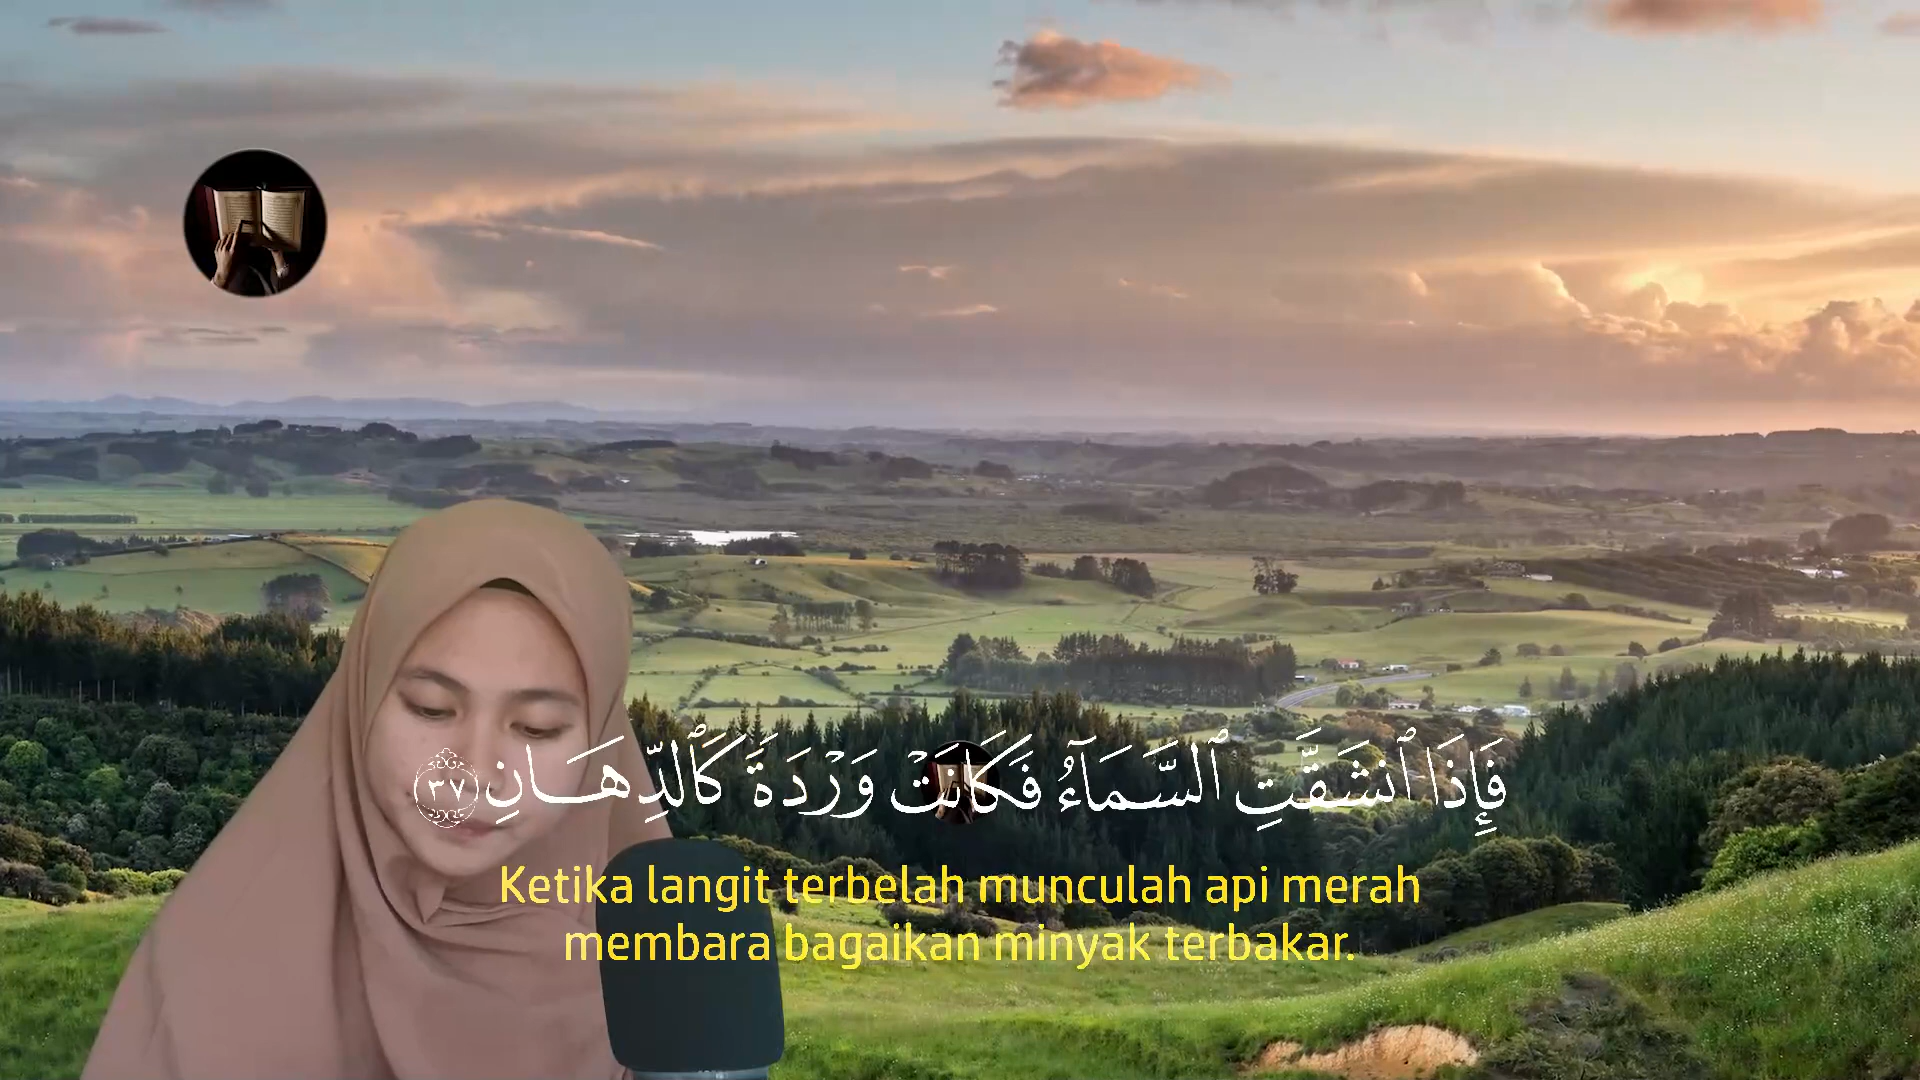 فَإِذَا ٱنشَقَّتِ ٱلسَّمَآءُ فَكَانَتْ وَرْدَةً كَٱلدِّهَانِ ٣٧
Ketika langit terbelah munculah api merah
membara bagaikan minyak terbakar.